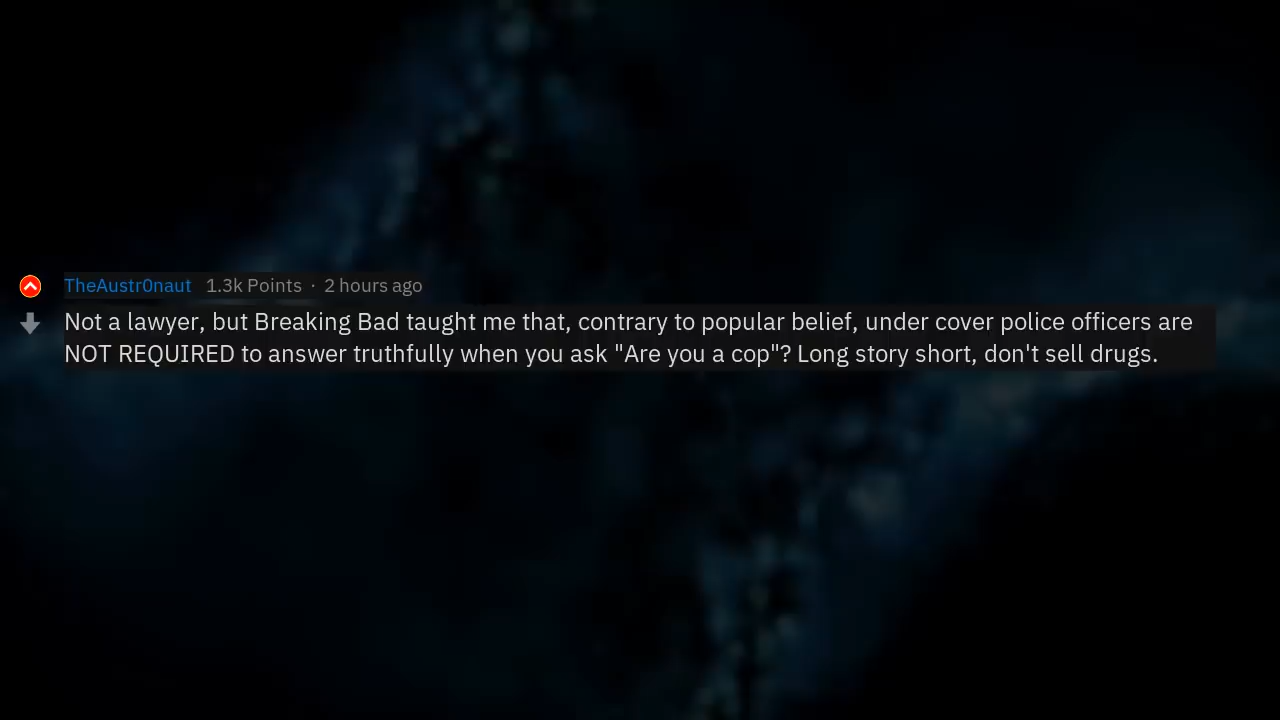 TheAustr0naut 1.3k Points · 2 hours ago
Not a lawyer, but Breaking Bad taught me that, contrary to popular belief, under cover police officers are
NOT REQUIRED to answer truthfully when you ask "Are you a cop"? Long story short, don't sell drugs.